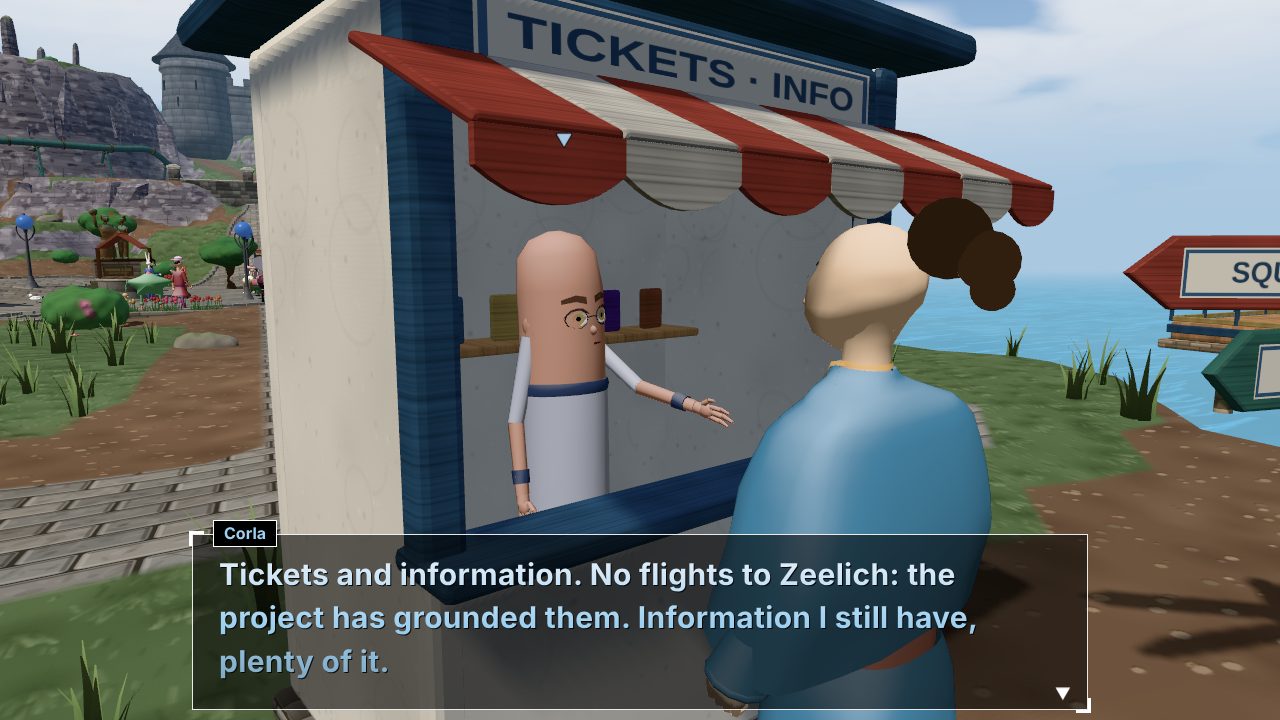 TICKETS · INFO
SQU
Corla
Tickets and information. No flights to Zeelich: the
project has grounded them. Information I still have,
plenty of it.